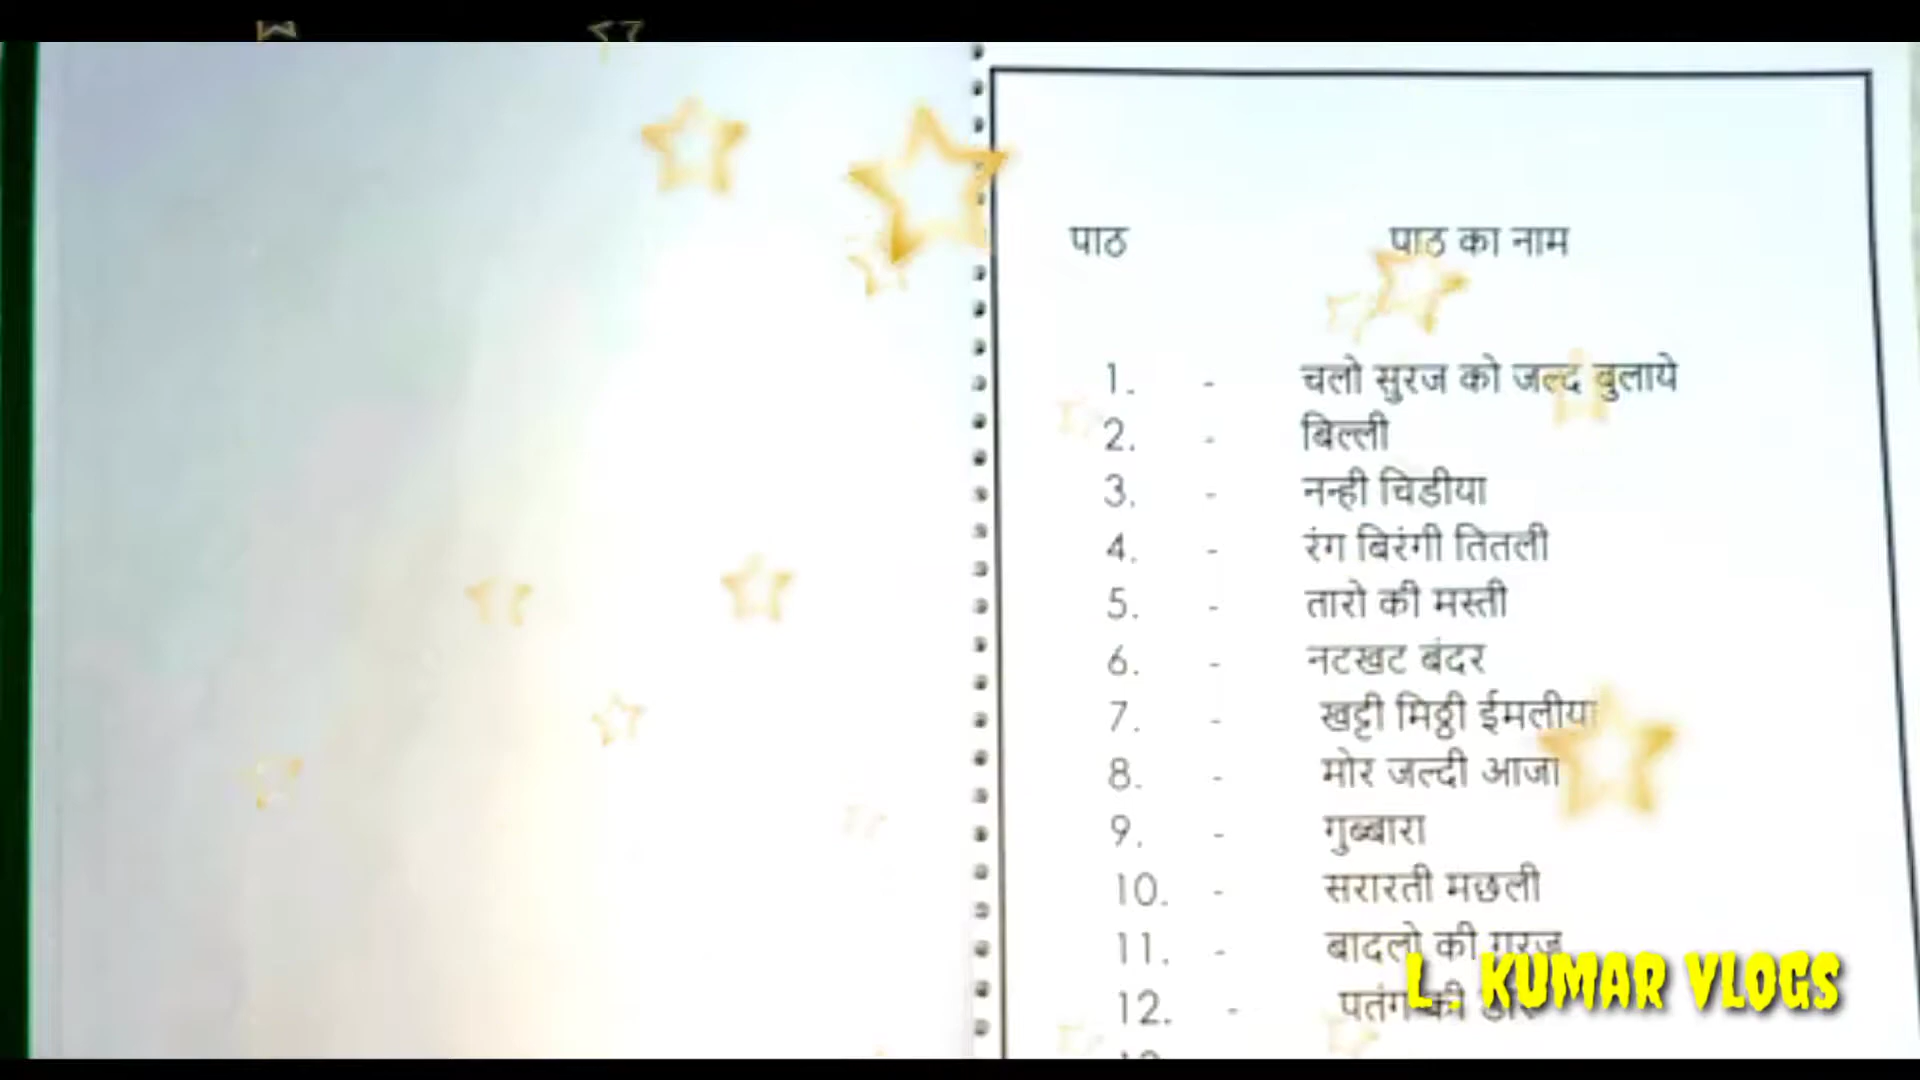 पाठ पाठ का नाम
1. - चलो सुरज को जल्द बुलाये
2. - बिल्ली
3. - नन्ही चिडीया
4. - रंग बिरंगी तितली
5. - तारो की मस्ती
6. - नटखट बंदर
7. - खट्टी मिठ्ठी ईमलीया
8. - मोर जल्दी आजा
9. - गुब्बारा
10. - सरारती मछली
11. - बादलो की गरज
12. - पतंग की
L. KUMAR VLOGS